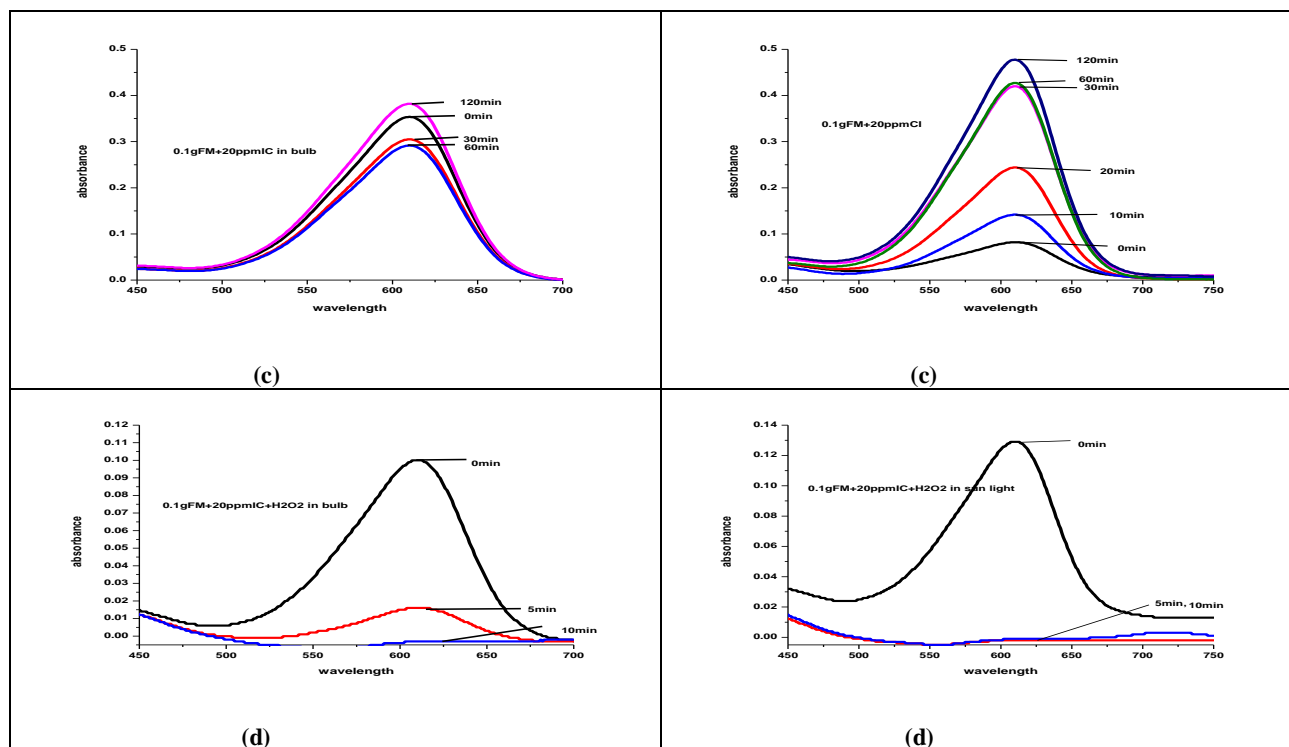 0.5
0.4
0.3
0.2
0.1
0.0
absorbance
120min
0min
30min
60min
0.1gFM+20ppmIC in bulb
450
500
550
600
650
700
wavelength
(c)
0.5
0.4
0.3
0.2
0.1
0.0
absorbance
120min
60min
30min
0.1gFM+20ppmCI
20min
10min
0min
450
500
550
600
650
700
750
wavelength
(c)
0.12
0.11
0.10
0.09
0.08
0.07
0.06
0.05
0.04
0.03
0.02
0.01
0.00
absorbance
0min
0.1gFM+20ppmIC+H2O2 in bulb
5min
10min
450
500
550
600
650
700
wavelength
(d)
0.14
0.12
0.10
0.08
0.06
0.04
0.02
0.00
absorbance
0min
0.1gFM+20ppmIC+H2O2 in sun light
5min, 10min
450
500
550
600
650
700
750
wavelength
(d)